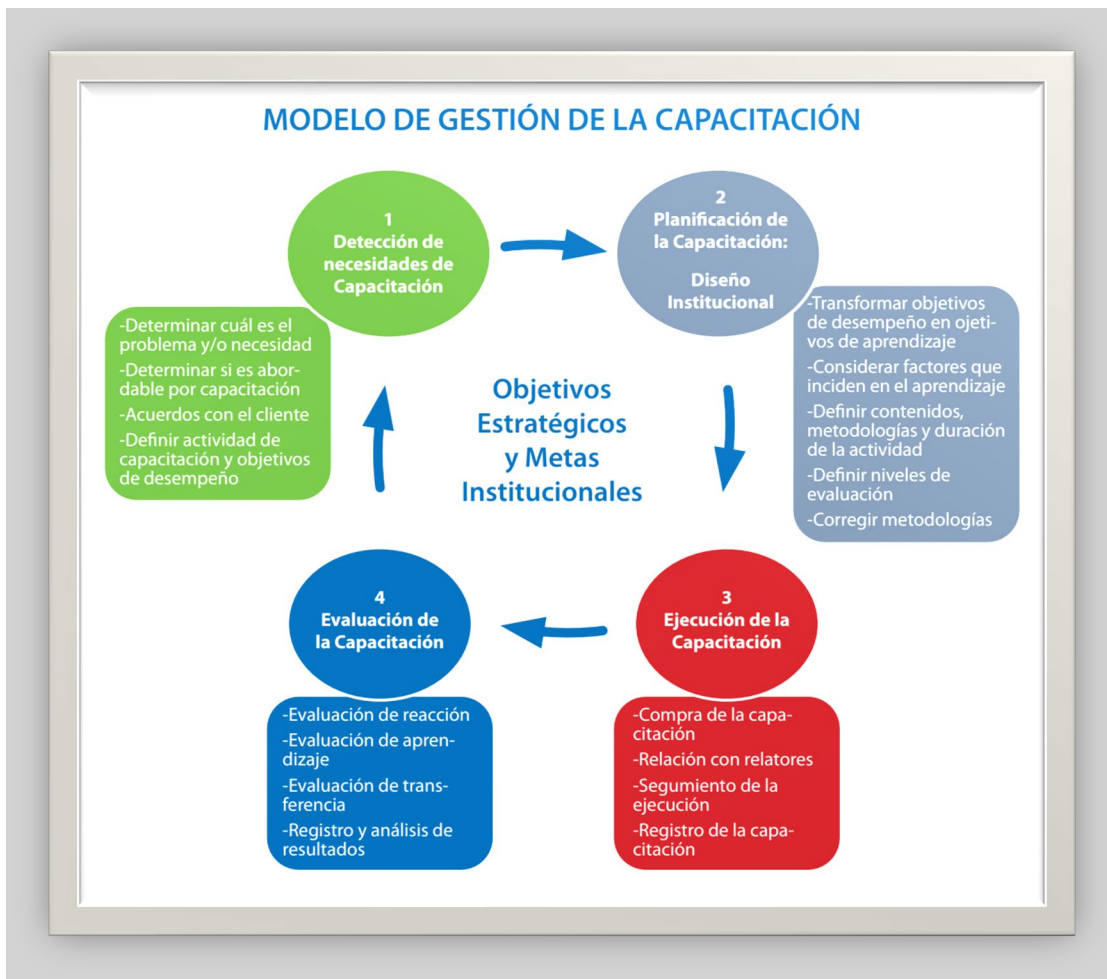 MODELO DE GESTIÓN DE LA CAPACITACIÓN
1
Detección de
necesidades de
Capacitación
-Determinar cuál es el
problema y/o necesidad
-Determinar si es abor-
dable por capacitación
-Acuerdos con el cliente
-Definir actividad de
capacitación y objetivos
de desempeño
2
Planificación de
la Capacitación:
Diseño
Institucional
-Transformar objetivos
de desempeño en ojeti-
vos de aprendizaje
-Considerar factores que
inciden en el aprendizaje
-Definir contenidos,
metodologías y duración
de la actividad
-Definir niveles de
evaluación
-Corregir metodologías
Objetivos
Estratégicos
y Metas
Institucionales
3
Ejecución de la
Capacitación
-Compra de la capa-
citación
-Relación con relatores
-Segumiento de la
ejecución
-Registro de la capa-
citación
4
Evaluación de
la Capacitación
-Evaluación de reacción
-Evaluación de apren-
dizaje
-Evaluación de trans-
ferencia
-Registro y análisis de
resultados